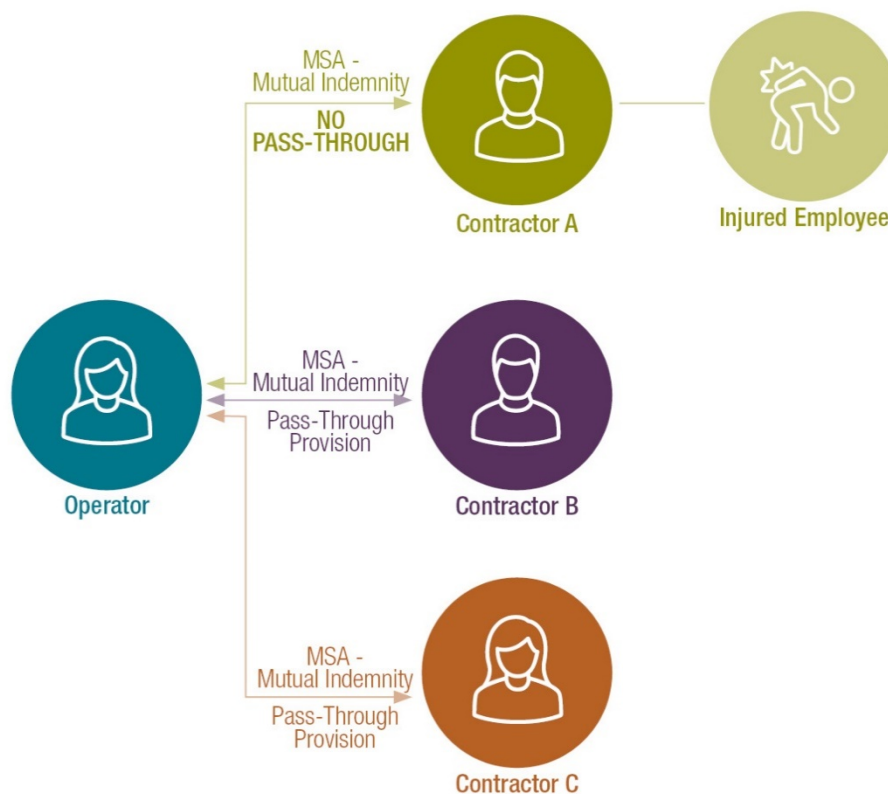 MSA -
Mutual Indemnity
NO
PASS-THROUGH
Contractor A
Injured Employee
MSA -
Mutual Indemnity
Pass-Through
Provision
Operator
Contractor B
MSA -
Mutual Indemnity
Pass-Through
Provision
Contractor C